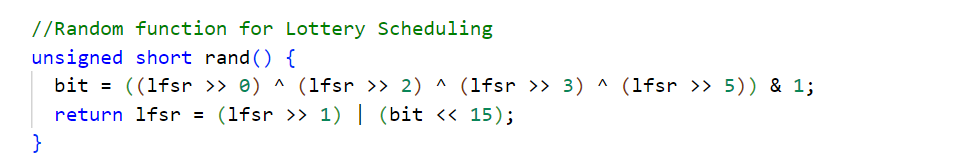 //Random function for Lottery Scheduling
unsigned short rand() {
bit = ((lfsr >> 0) ^ (lfsr >> 2) ^ (lfsr >> 3) ^ (lfsr >> 5)) & 1;
return lfsr = (lfsr >> 1) | (bit << 15);
}